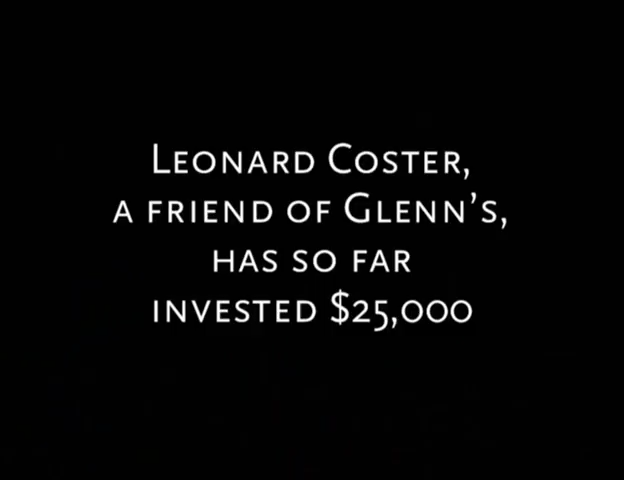 Leonard Coster,
a friend of Glenn's,
has so far
invested $25,000